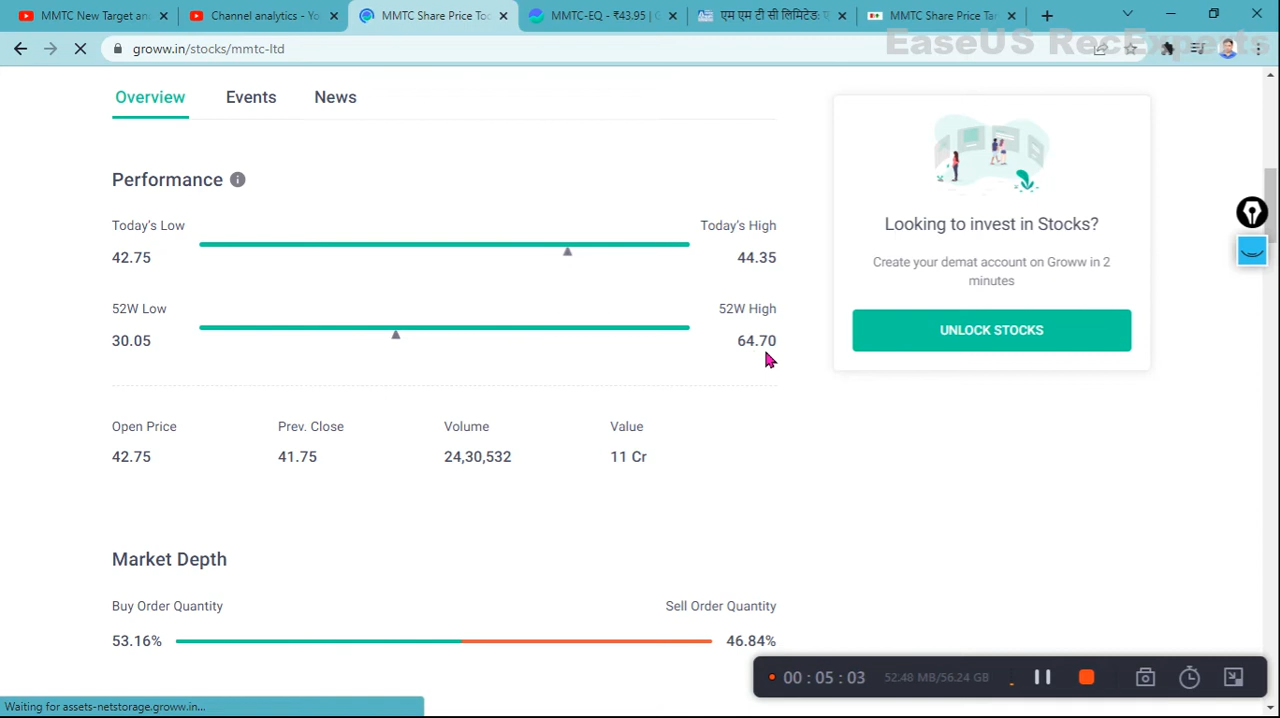 MMTC New Target an
Channel analytics - Yo
MMTC Share Price To
MMTC-EQ - ₹43.95 | G
एम एम टी सी लिमिटेड: ए
MMTC Share Price Tar
groww.in/stocks/mmtc-ltd
EaseUS RecExperts
Overview
Events
News
Performance
Today's Low
Today's High
42.75
44.35
52W Low
52W High
30.05
64.70
Open Price
Prev. Close
Volume
Value
42.75
41.75
24,30,532
11 Cr
Market Depth
Buy Order Quantity
Sell Order Quantity
53.16%
46.84%
Looking to invest in Stocks?
Create your demat account on Groww in 2
minutes
UNLOCK STOCKS
00 : 05 : 03
52.48 MB/56.24 GB
Waiting for assets-netstorage.groww.in...